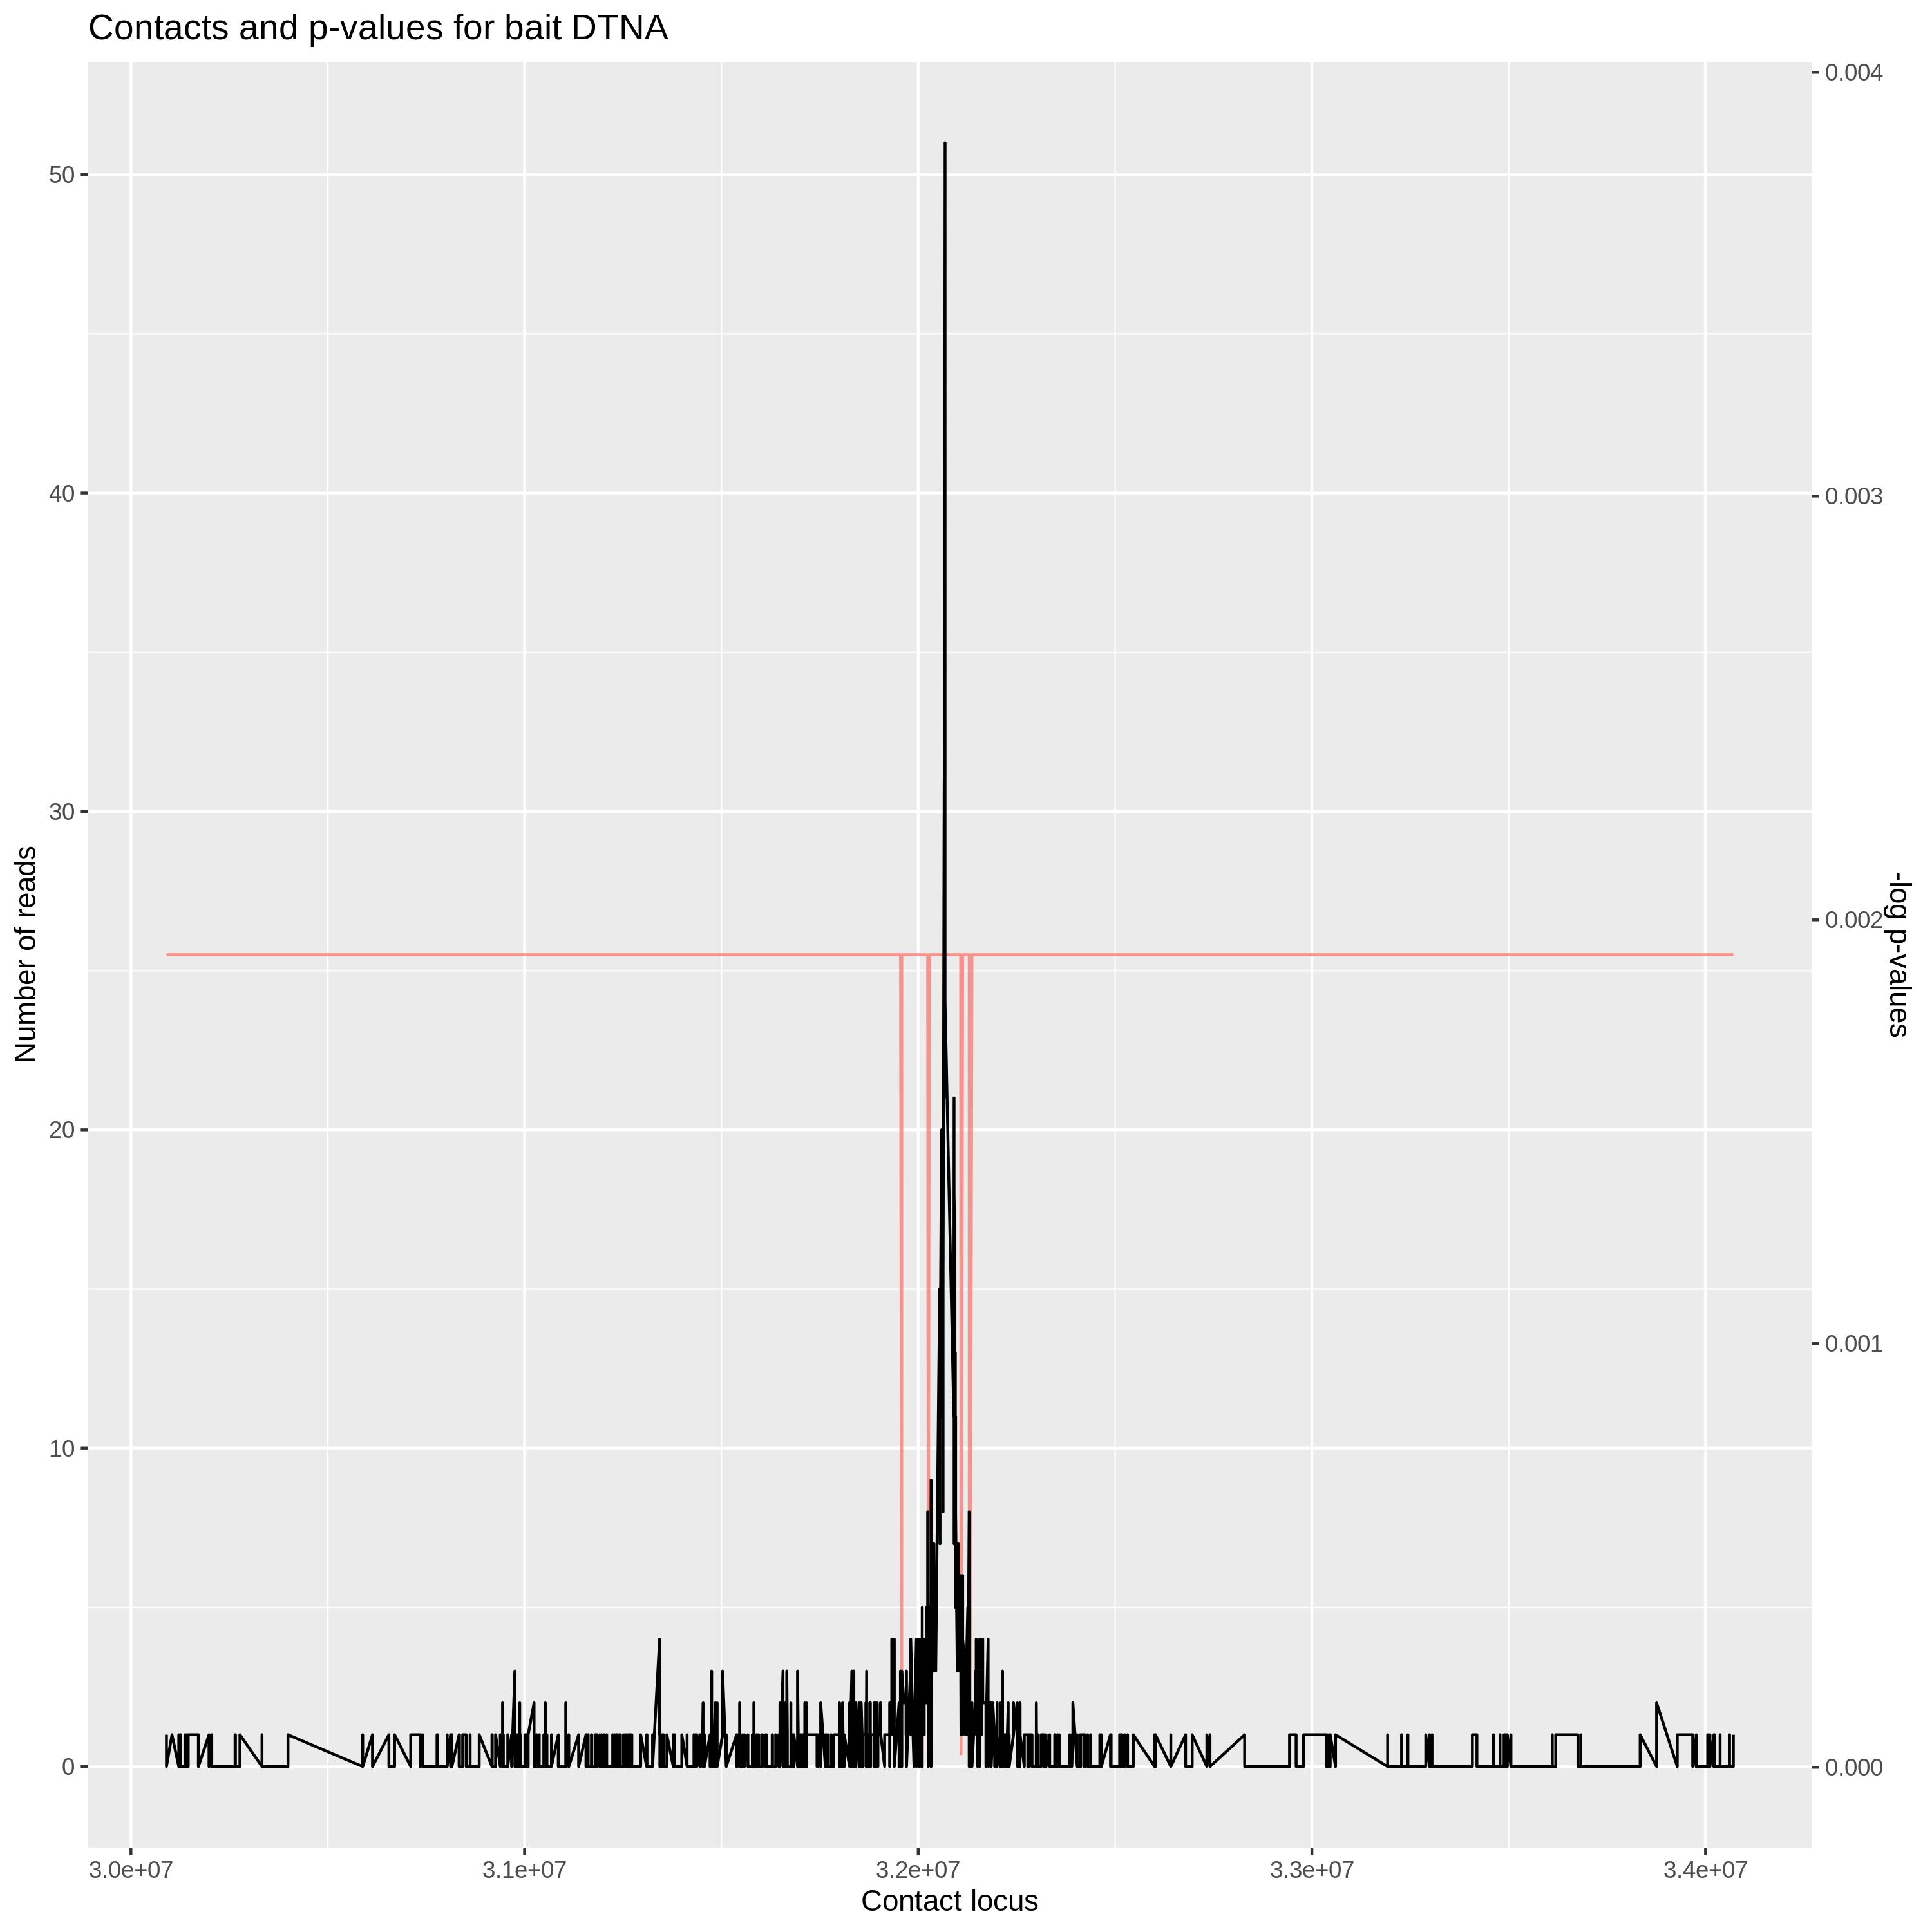 Contacts and p-values for bait DTNA
50
40
30
20
10
0
Number of reads
0.004
0.003
0.002
0.001
0.000
-log p-values
3.0e+07
3.1e+07
3.2e+07
3.3e+07
3.4e+07
Contact locus